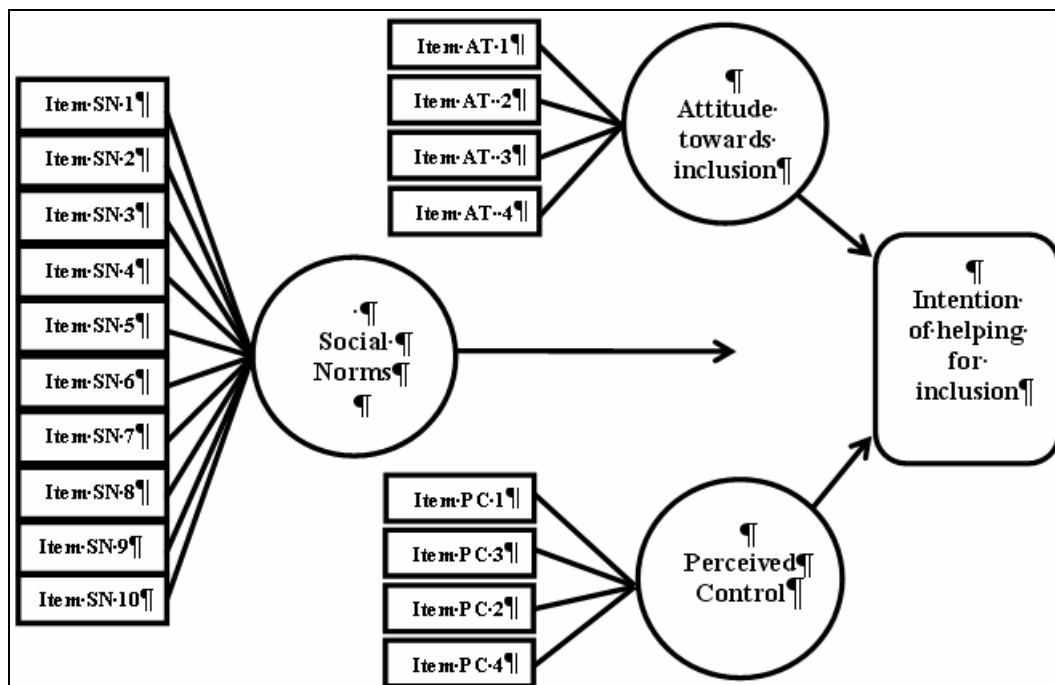 Item·SN·1¶
Item·SN·2¶
Item·SN·3¶
Item·SN·4¶
Item·SN·5¶
Item·SN·6¶
Item·SN·7¶
Item·SN·8¶
Item·SN·9¶
Item·SN·10¶
·¶
Social·¶
Norms¶
¶
Item·AT·1¶
Item·AT··2¶
Item·AT··3¶
Item·AT··4¶
¶
Attitude·
towards·
inclusion¶
Item·PC·1¶
Item·PC·3¶
Item·PC·2¶
Item·PC·4¶
¶
Perceived¶
Control¶
¶
Intention·
of·helping·
for·
inclusion¶